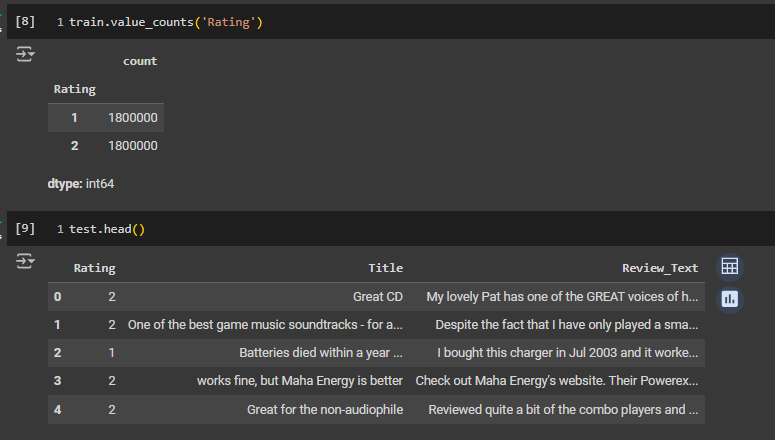 [8] 1 train.value_counts('Rating')
count
Rating
1 1800000
2 1800000
dtype: int64
[9] 1 test.head()
Rating Title Review_Text
0 2 Great CD My lovely Pat has one of the GREAT voices of h...
1 2 One of the best game music soundtracks - for a... Despite the fact that I have only played a sma...
2 1 Batteries died within a year ... I bought this charger in Jul 2003 and it worke...
3 2 works fine, but Maha Energy is better Check out Maha Energy's website. Their Powerex...
4 2 Great for the non-audiophile Reviewed quite a bit of the combo players and ...